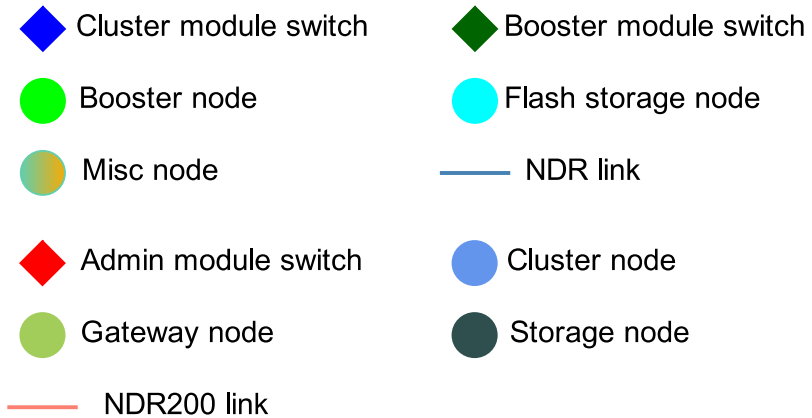 Cluster module switch
Booster module switch
Booster node
Flash storage node
Misc node
NDR link
Admin module switch
Cluster node
Gateway node
Storage node
NDR200 link